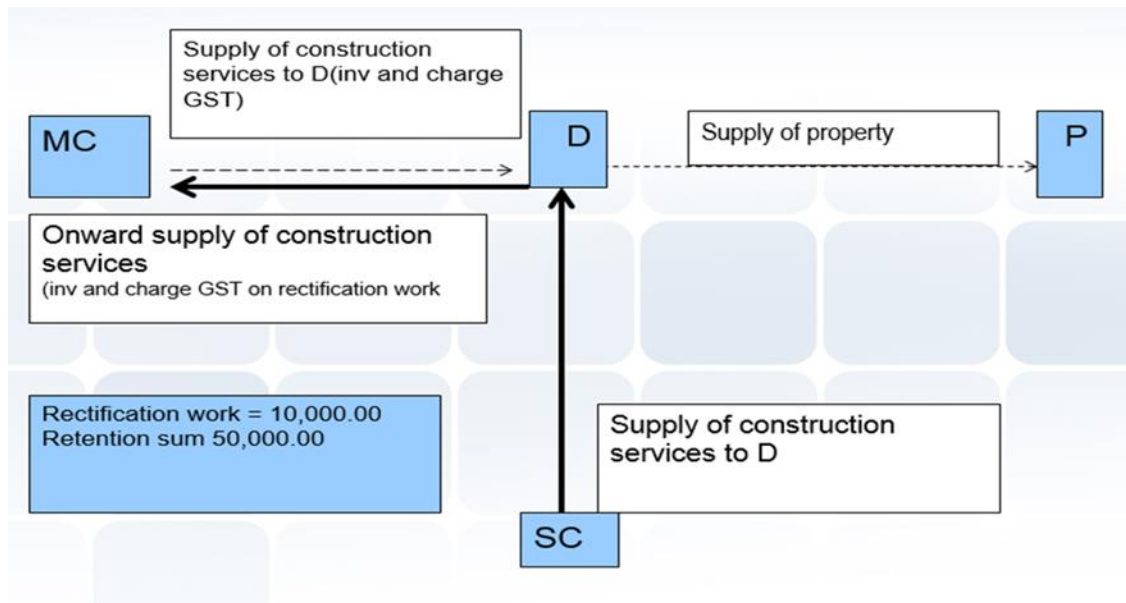 Supply of construction
services to D(inv and charge
GST)
MC
D
Supply of property
P
Onward supply of construction
services
(inv and charge GST on rectification work
Rectification work = 10,000.00
Retention sum 50,000.00
Supply of construction
services to D
SC